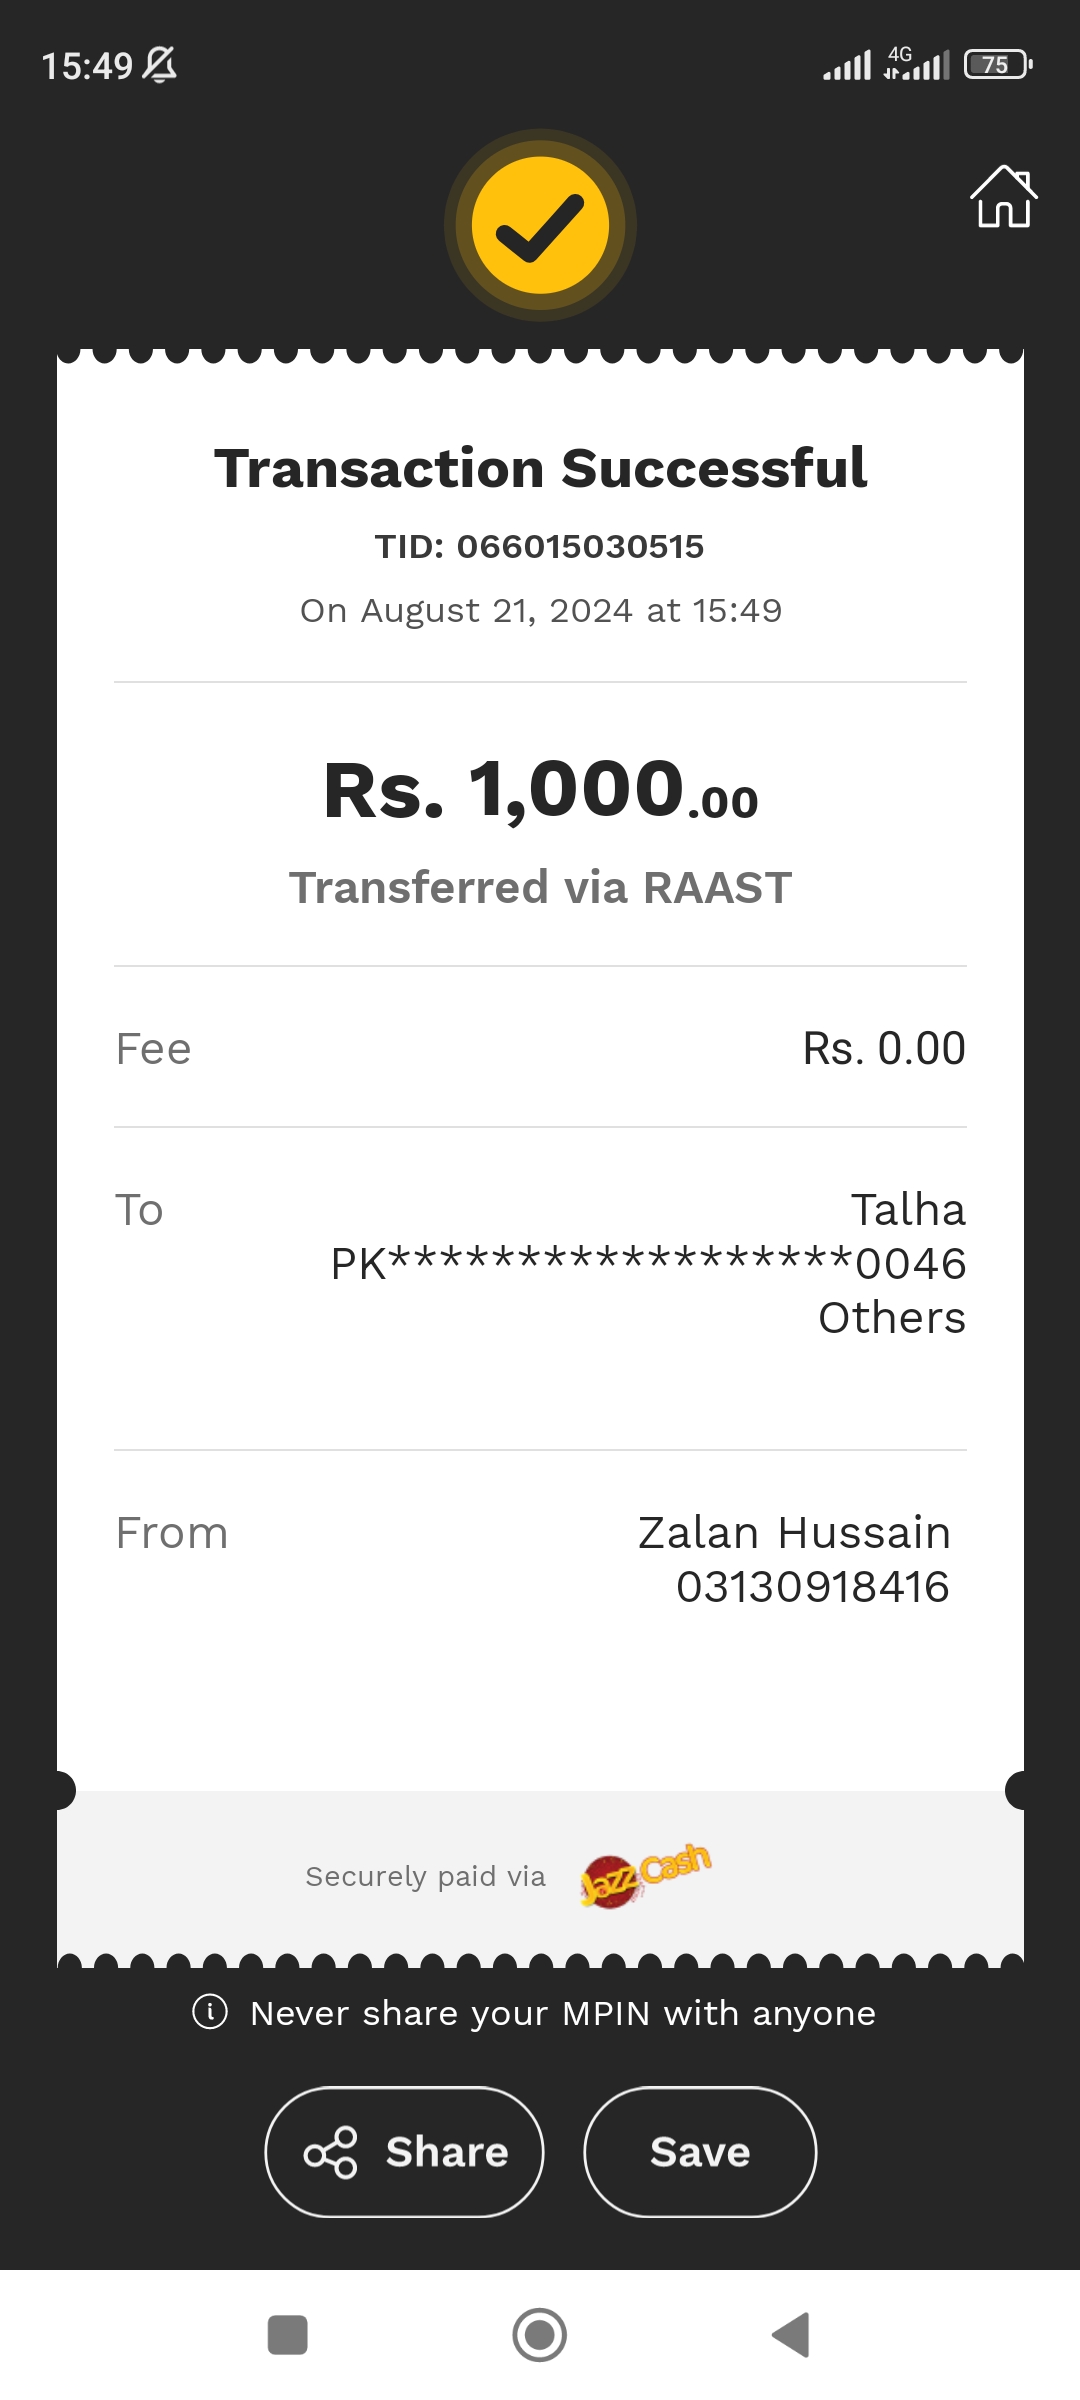 15:49
4G
75
Transaction Successful
TID: 066015030515
On August 21, 2024 at 15:49
Rs. 1,000.00
Transferred via RAAST
Fee Rs. 0.00
To Talha
PK******************0046
Others
From Zalan Hussain
03130918416
Securely paid via JazzCash
Never share your MPIN with anyone
Share Save